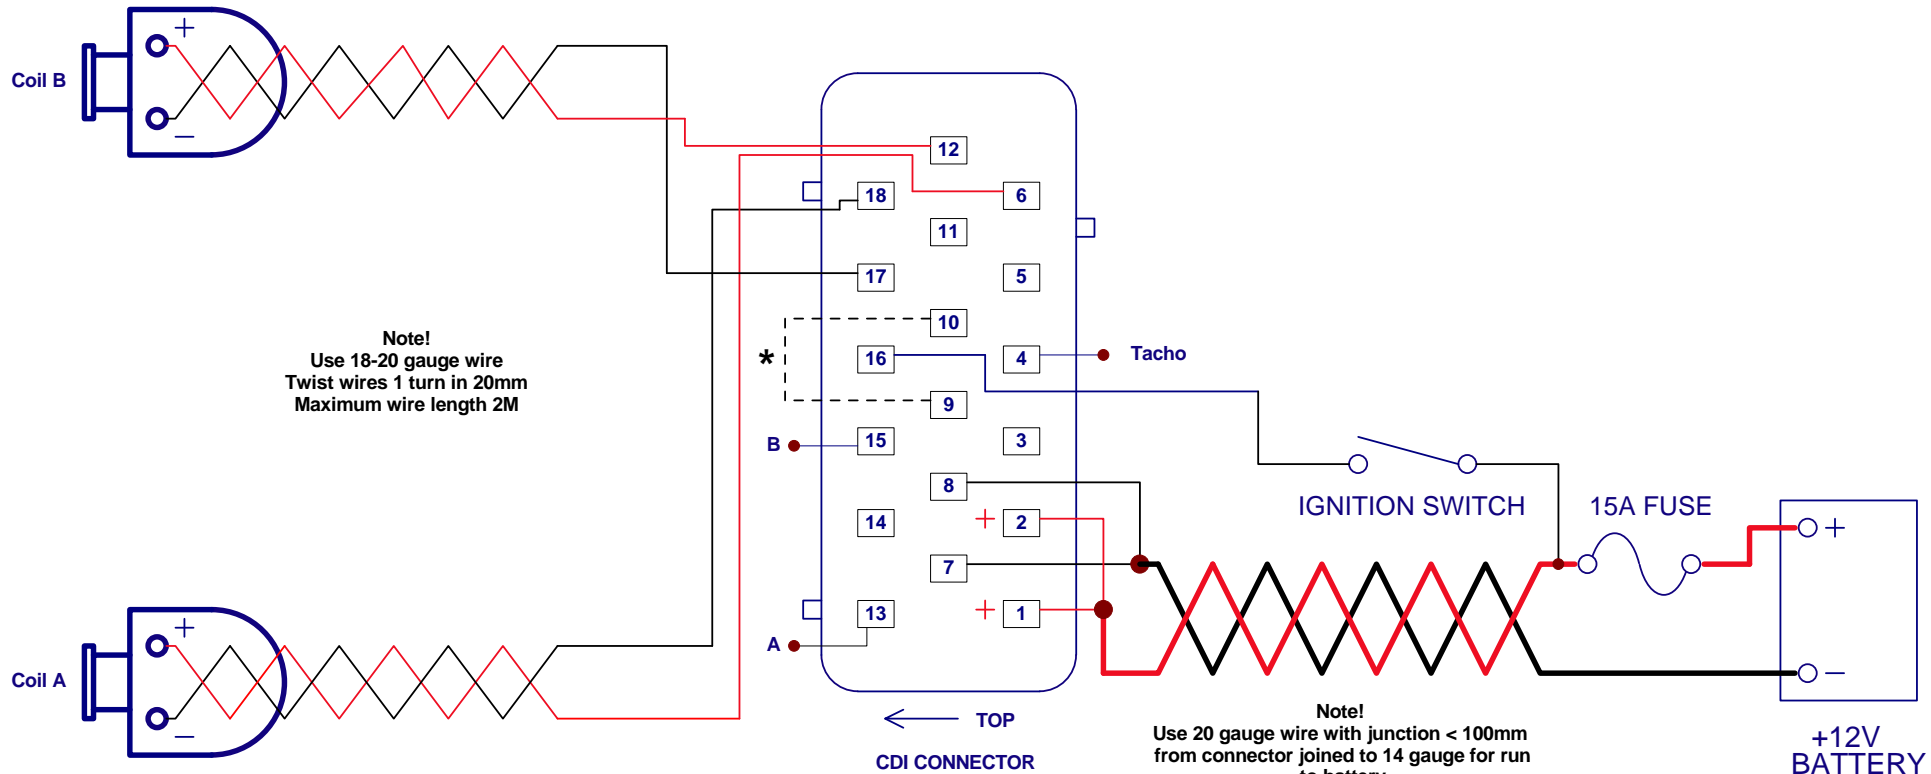 Coil B
+
−
12
18
6
11
17
5
10
*
16
4
Tacho
9
B
15
3
8
IGNITION SWITCH
15A FUSE
14
+
2
+
7
13
+
1
A
−
+
−
Coil A
Note!
Use 18-20 gauge wire
Twist wires 1 turn in 20mm
Maximum wire length 2M
TOP
CDI CONNECTOR
Note!
Use 20 gauge wire with junction < 100mm
from connector joined to 14 gauge for run
+12V
BATTERY